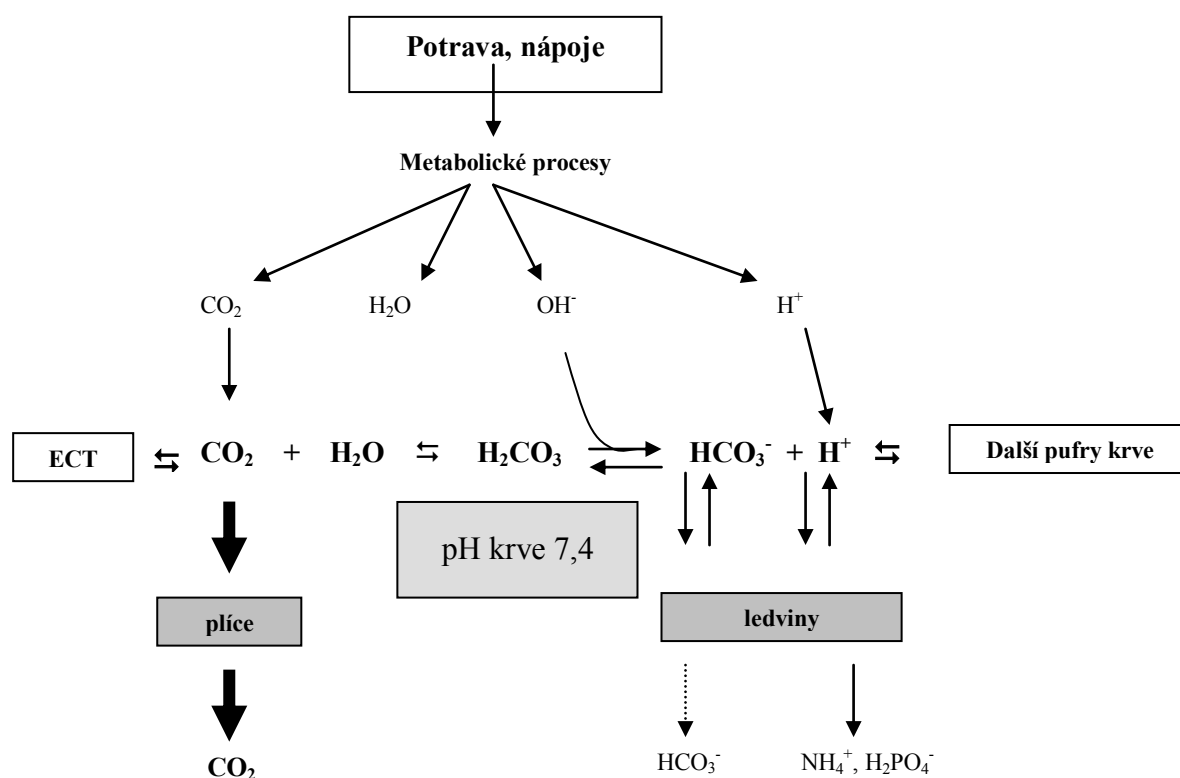 Potrava, nápoje
Metabolické procesy
CO₂ H₂O OH⁻ H⁺
ECT ⇆ CO₂ + H₂O ⇆ H₂CO₃ ⇄ HCO₃⁻ + H⁺ ⇆ Další pufry krve
pH krve 7,4
plíce ledviny
CO₂ HCO₃⁻ NH₄⁺, H₂PO₄⁻